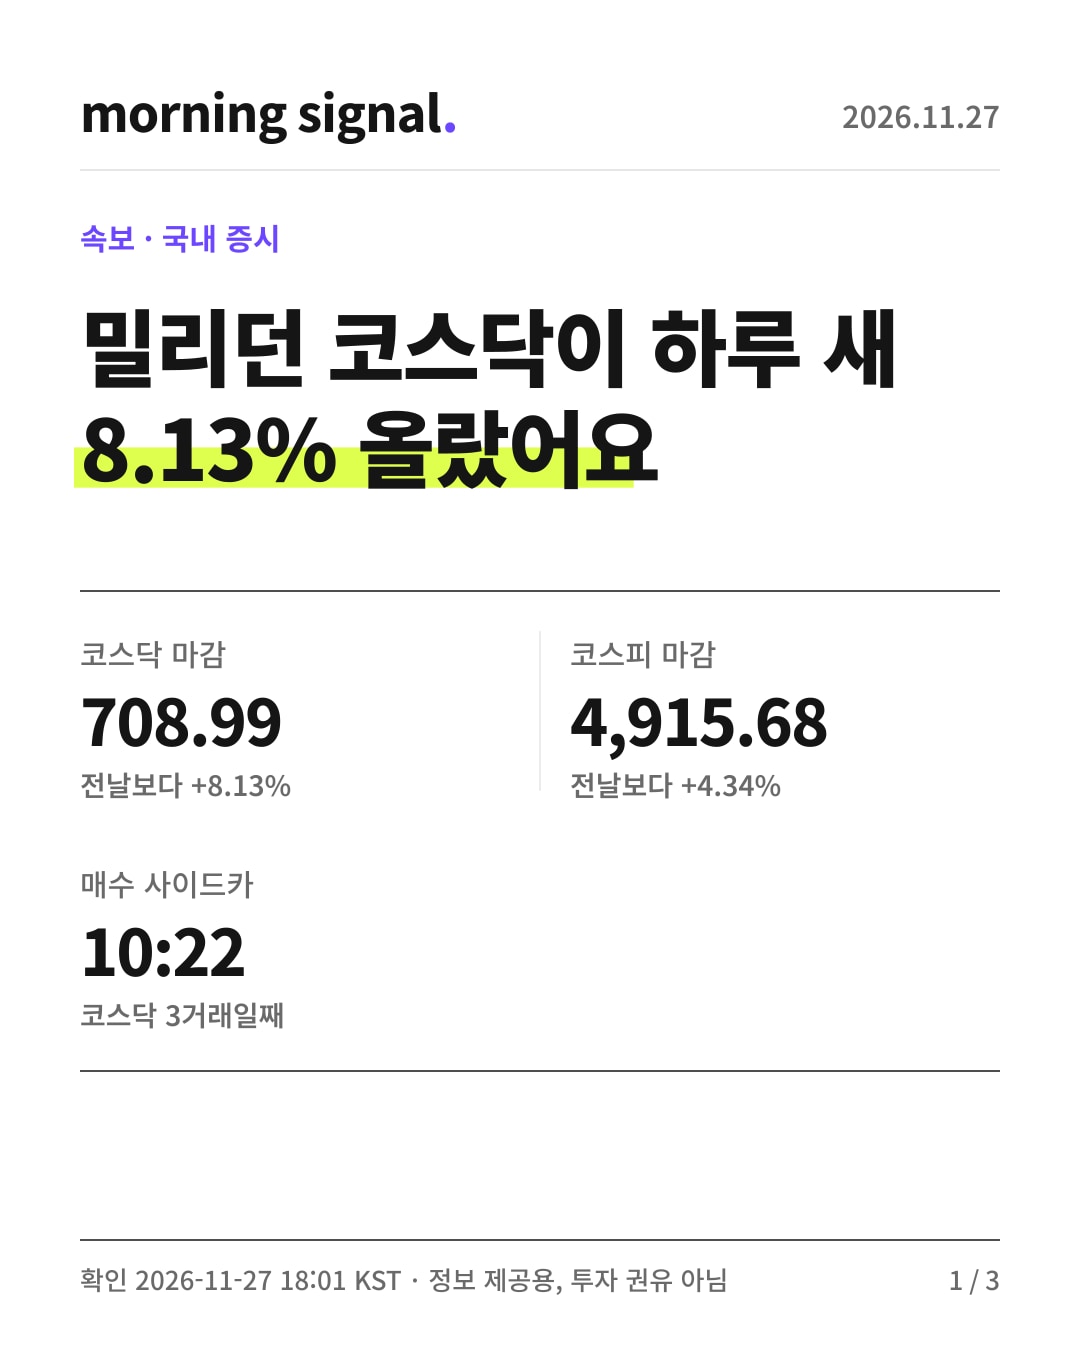 morning signal.
2026.11.27
속보 · 국내 증시
밀리던 코스닥이 하루 새
8.13% 올랐어요
코스닥 마감
708.99
전날보다 +8.13%
코스피 마감
4,915.68
전날보다 +4.34%
매수 사이드카
10:22
코스닥 3거래일째
확인 2026-11-27 18:01 KST · 정보 제공용, 투자 권유 아님
1 / 3